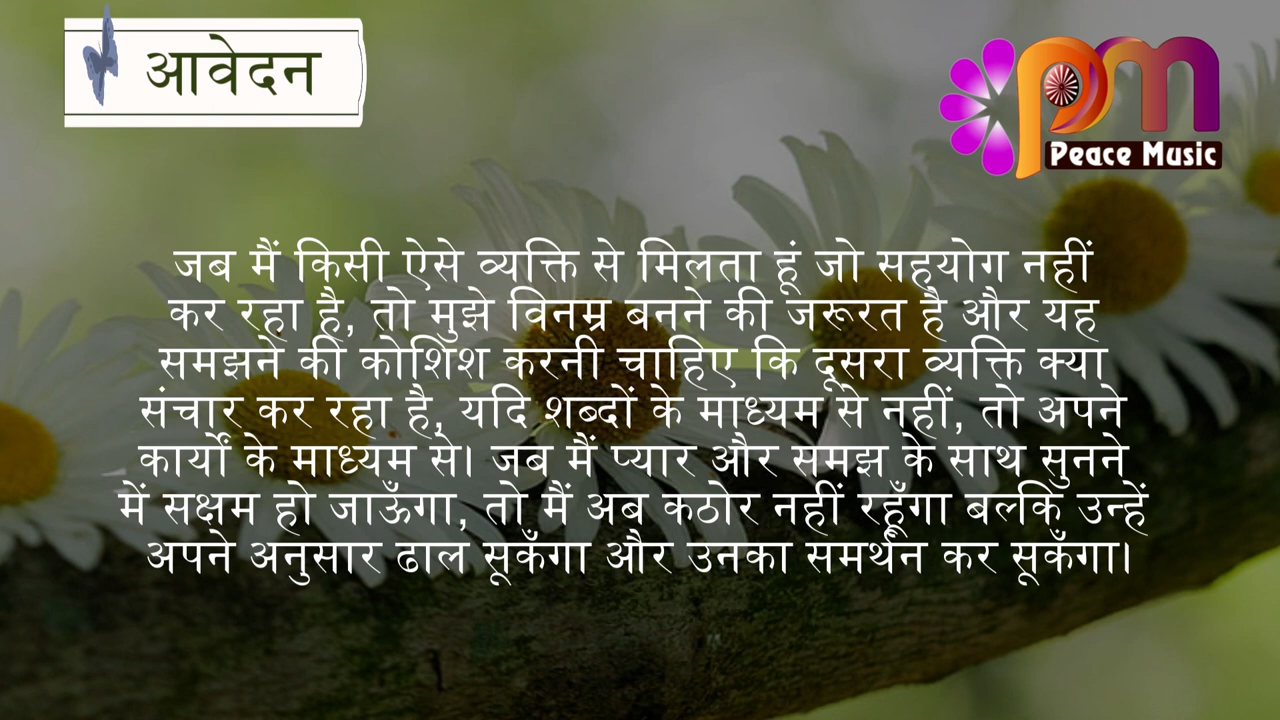 आवेदन
Peace Music
जब मैं किसी ऐसे व्यक्ति से मिलता हूं जो सहयोग नहीं
कर रहा है, तो मुझे विनम्र बनने की जरूरत है और यह
समझने की कोशिश करनी चाहिए कि दूसरा व्यक्ति क्या
संचार कर रहा है, यदि शब्दों के माध्यम से नहीं, तो अपने
कार्यों के माध्यम से। जब मैं प्यार और समझ के साथ सुनने
में सक्षम हो जाऊँगा, तो मैं अब कठोर नहीं रहूँगा बल्कि उन्हें
अपने अनुसार ढाल सूकँगा और उनका समर्थन कर सूकँगा।